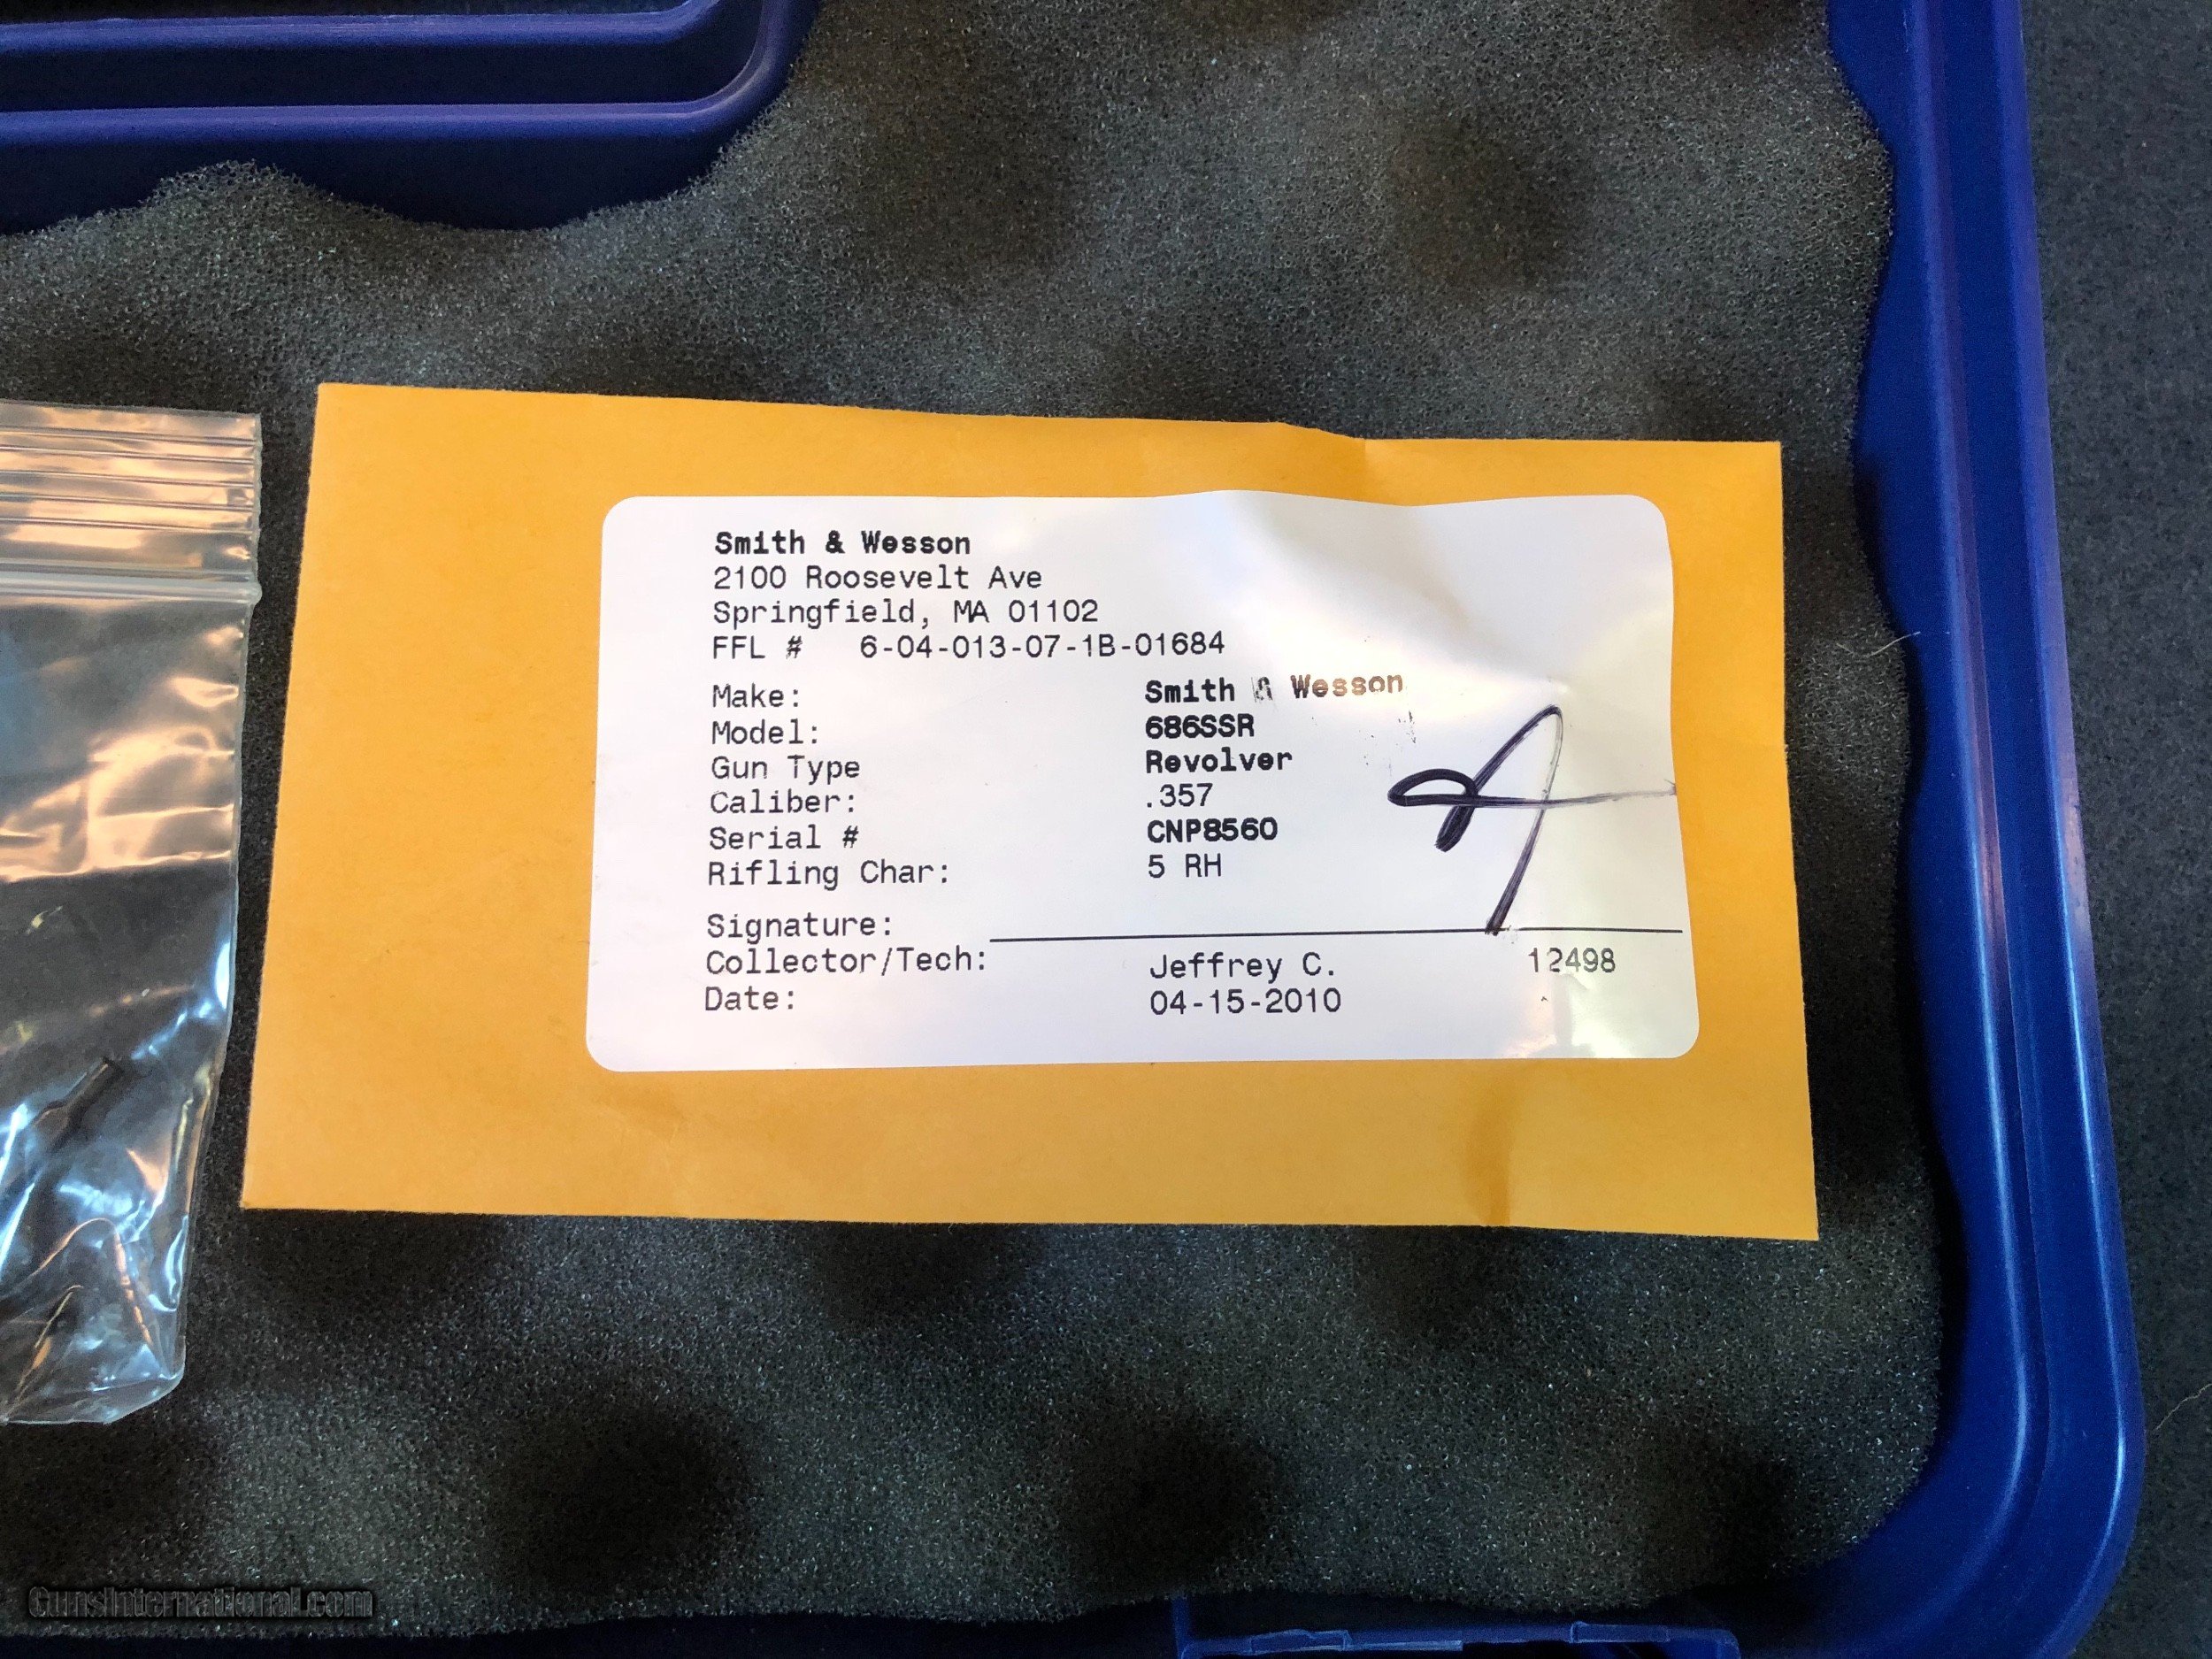 Smith & Wesson
2100 Roosevelt Ave
Springfield, MA 01102
FFL # 6-04-013-07-1B-01684
Make: Smith & Wesson
Model: 686SSR
Gun Type Revolver
Caliber: .357
Serial # CNP8560
Rifling Char: 5 RH
Signature:
Collector/Tech: Jeffrey C. 12498
Date: 04-15-2010
GunsInternational.com